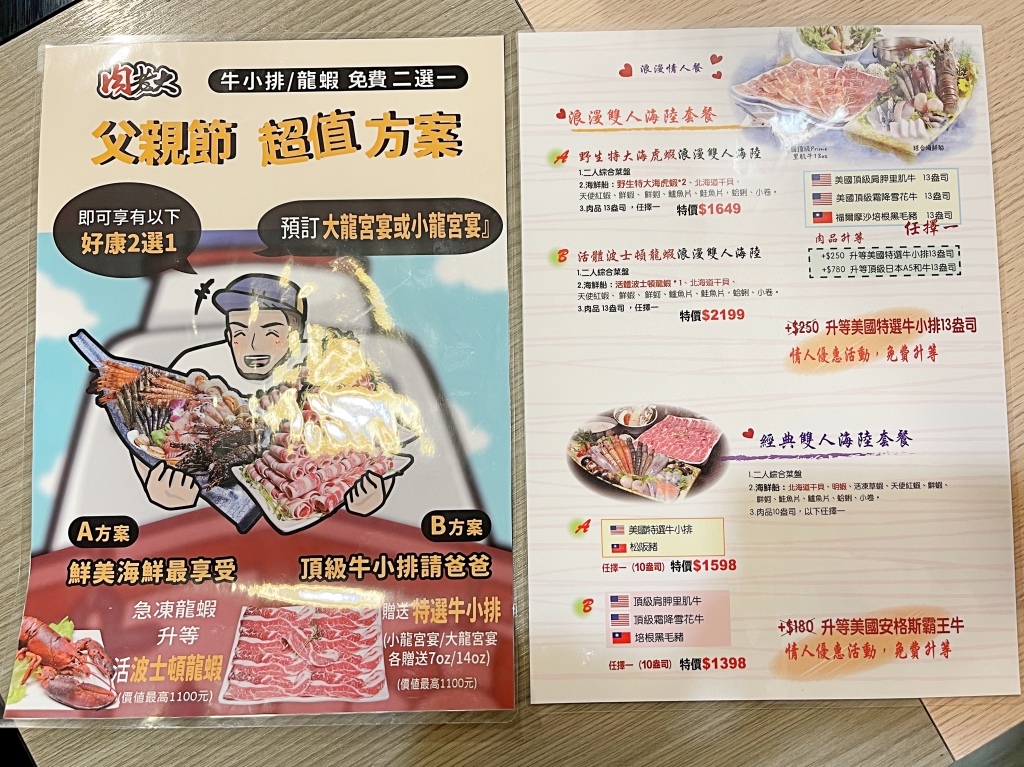 肉老大
牛小排/龍蝦 免費 二選一
父親節 超值 方案
即可享有以下
好康2選1
預訂 大龍宮宴或小龍宮宴』
A方案
鮮美海鮮最享受
B方案
頂級牛小排請爸爸
急凍龍蝦
升等
活波士頓龍蝦
(價值最高1100元)
贈送 特選牛小排
(小龍宮宴/大龍宮宴
各贈送7oz/14oz)
(價值最高1100元)
浪漫情人餐
浪漫雙人海陸套餐
A 野生特大海虎蝦浪漫雙人海陸
1.二人綜合菜盤
2.海鮮船：野生特大海虎蝦*2、北海道干貝、
天使紅蝦、鮮蝦、鮮蚵、鱸魚片、鮭魚片、蛤蜊、小卷。
3.肉品 13盎司，任擇一 特價$1649
B 活體波士頓龍蝦浪漫雙人海陸
1.二人綜合菜盤
2.海鮮船：活體波士頓龍蝦*1、北海道干貝、
天使紅蝦、鮮蝦、鮮蚵、鱸魚片、鮭魚片、蛤蜊、小卷。
3.肉品 13盎司，任擇一
特價$2199
里肌牛18oz
綜合海鮮船
美國頂級肩胛里肌牛 13盎司
美國頂級霜降雪花牛 13盎司
福爾摩沙培根黑毛豬 13盎司
任擇一
肉品升等
+$250 升等美國特選牛小排13盎司
+$780 升等頂級日本A5和牛13盎司
+$250 升等美國特選牛小排13盎司
情人優惠活動，免費升等
經典雙人海陸套餐
1.二人綜合菜盤
2.海鮮船：北海道干貝、明蝦、活凍草蝦、天使紅蝦、鮮蝦、
鮮蚵、鮭魚片、鱸魚片、蛤蜊、小卷。
3.肉品10盎司，以下任擇一
A
美國特選牛小排
松阪豬
任擇一 (10盎司) 特價$1598
B
頂級肩胛里肌牛
頂級霜降雪花牛
培根黑毛豬
任擇一 (10盎司) 特價$1398
+$180 升等美國安格斯霸王牛
情人優惠活動，免費升等